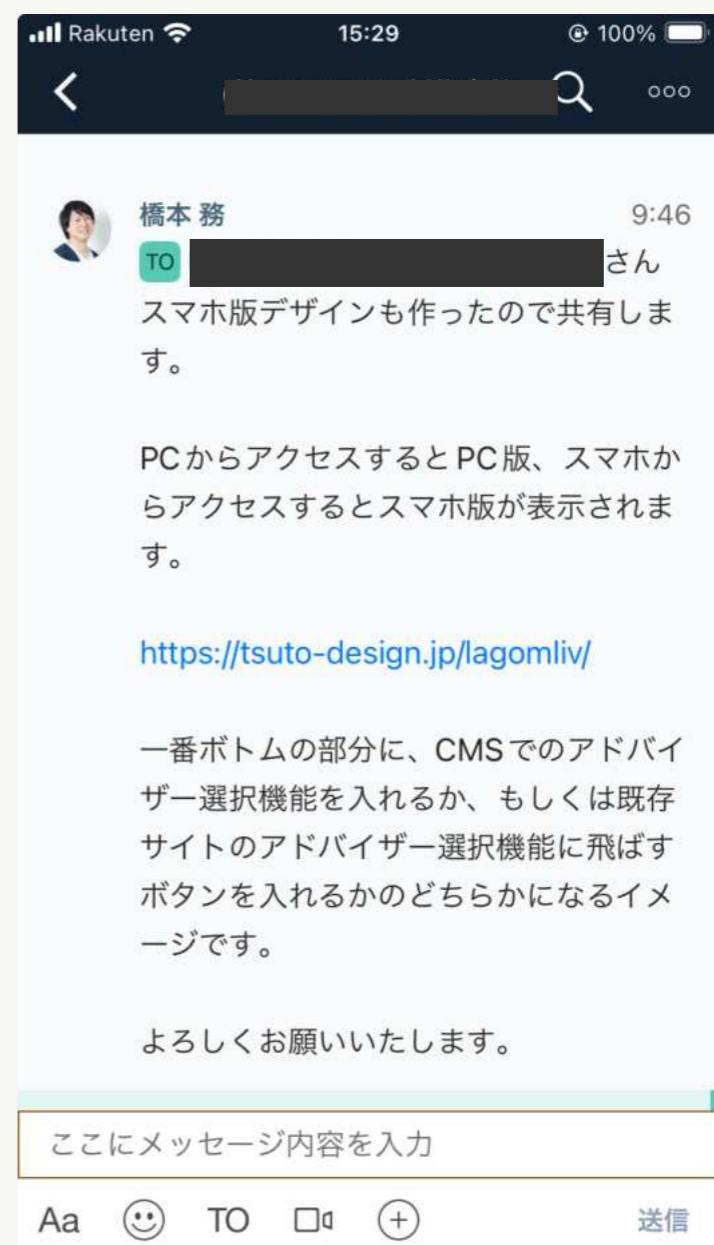 Rakuten 15:29 100%
橋本 務 9:46
TO さん
スマホ版デザインも作ったので共有しま
す。
PCからアクセスするとPC版、スマホか
らアクセスするとスマホ版が表示されま
す。
https://tsuto-design.jp/lagomliv/
一番ボトムの部分に、CMSでのアドバイ
ザー選択機能を入れるか、もしくは既存
サイトのアドバイザー選択機能に飛ばす
ボタンを入れるかのどちらかになるイメ
ージです。
よろしくお願いいたします。
ここにメッセージ内容を入力
Aa TO 送信